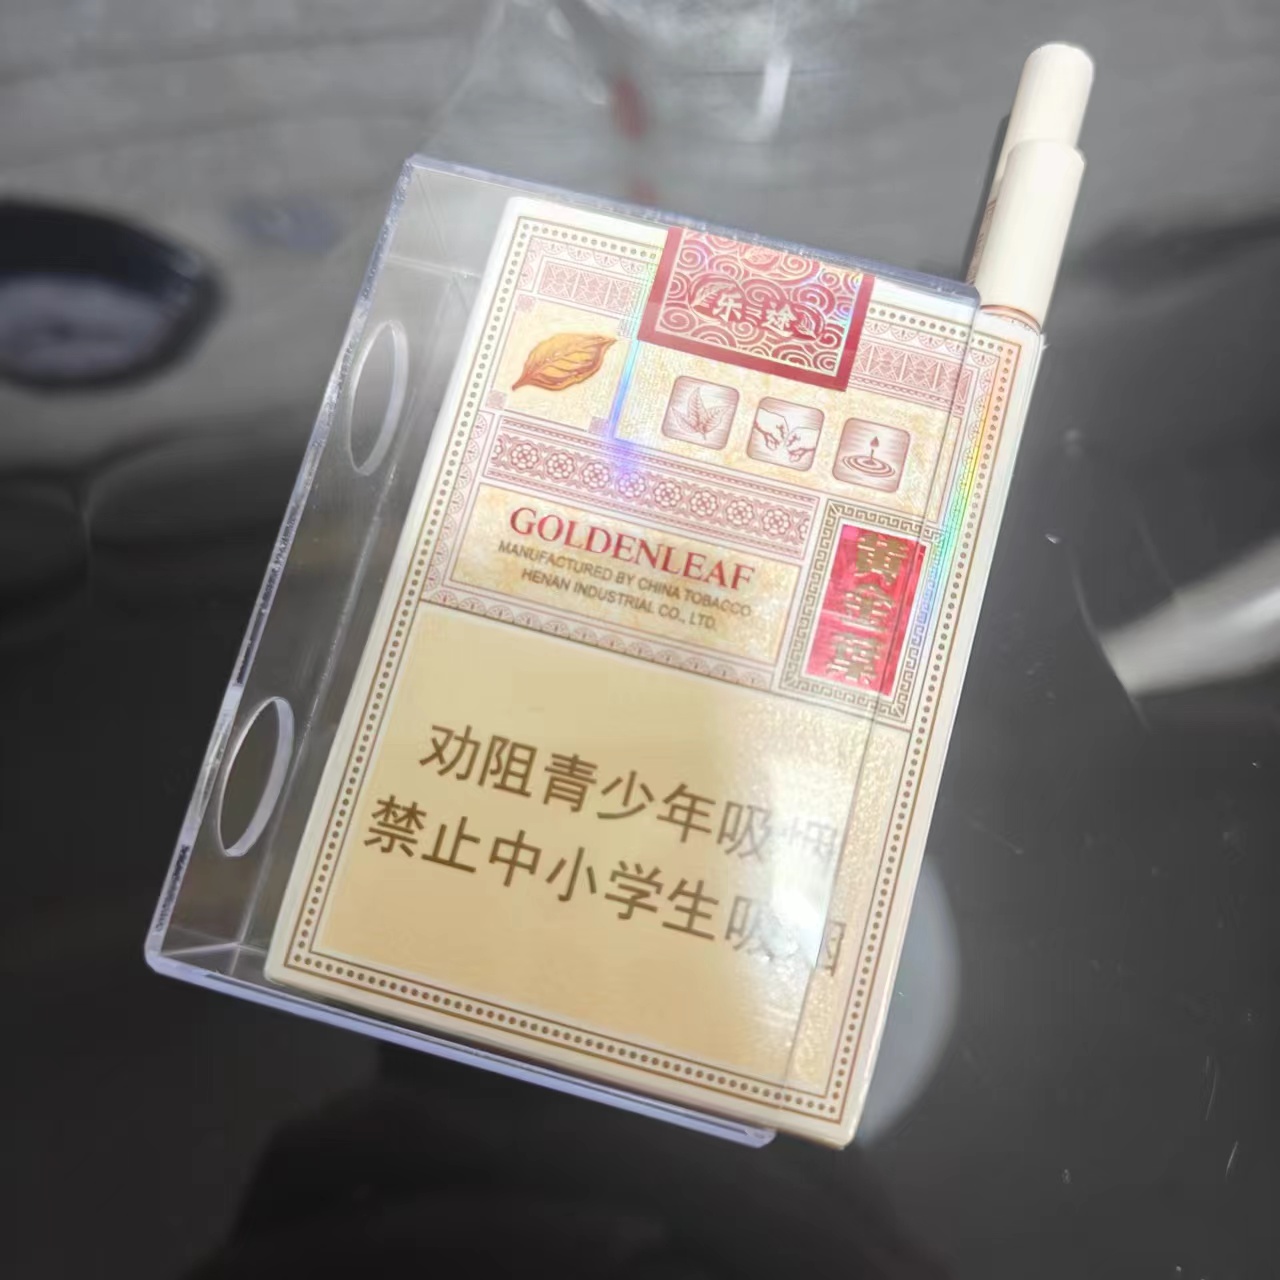 乐途
GOLDENLEAF
MANUFACTURED BY CHINA TOBACCO
HENAN INDUSTRIAL CO., LTD.
黄金叶
劝阻青少年吸烟
禁止中小学生吸烟